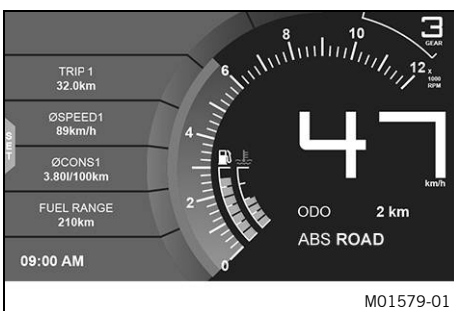 TRIP 1
32.0km
ØSPEED1
89km/h
ØCONS1
3.80l/100km
FUEL RANGE
210km
09:00 AM
SET
0
2
4
6
8
10
12
X
1000
RPM
3
GEAR
47
km/h
ODO 2 km
ABS ROAD
M01579-01